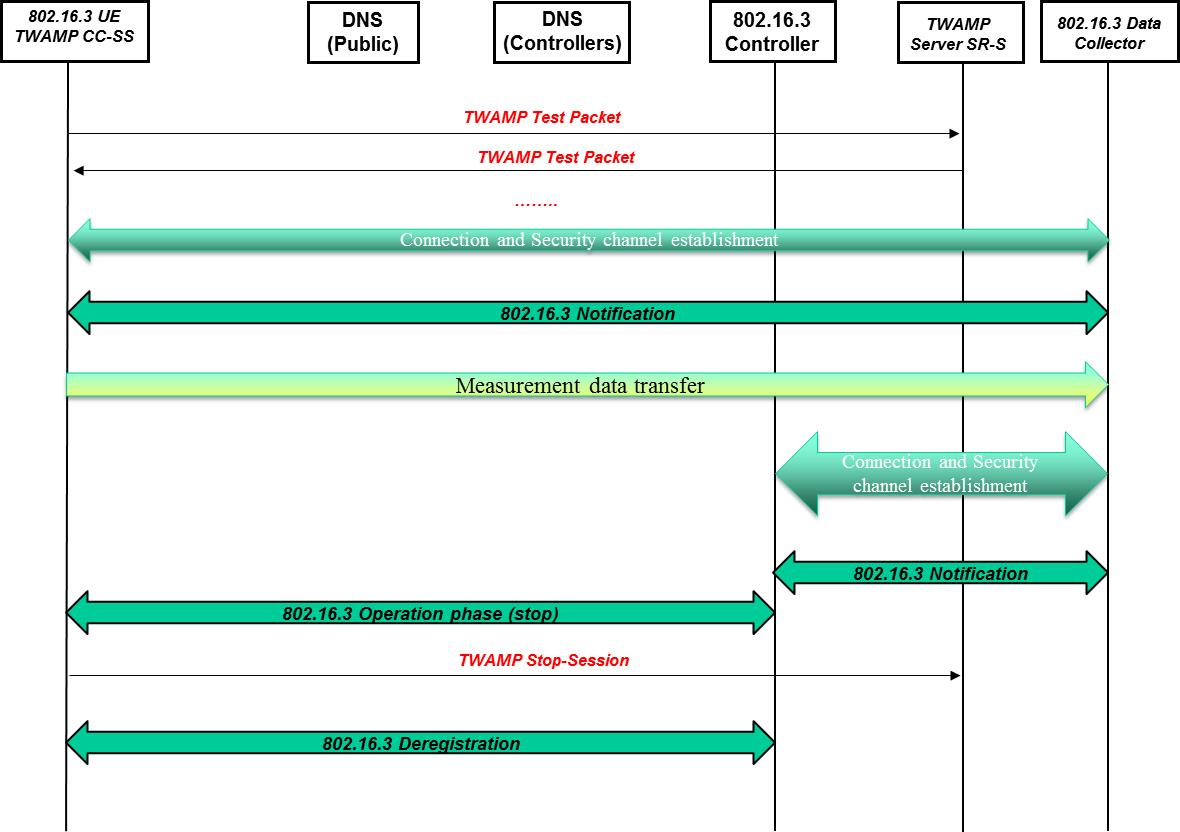 802.16.3 UE
TWAMP CC-SS
DNS
(Public)
DNS
(Controllers)
802.16.3
Controller
TWAMP
Server SR-S
802.16.3 Data
Collector
TWAMP Test Packet
TWAMP Test Packet
........
Connection and Security channel establishment
802.16.3 Notification
Measurement data transfer
Connection and Security
channel establishment
802.16.3 Notification
802.16.3 Operation phase (stop)
TWAMP Stop-Session
802.16.3 Deregistration